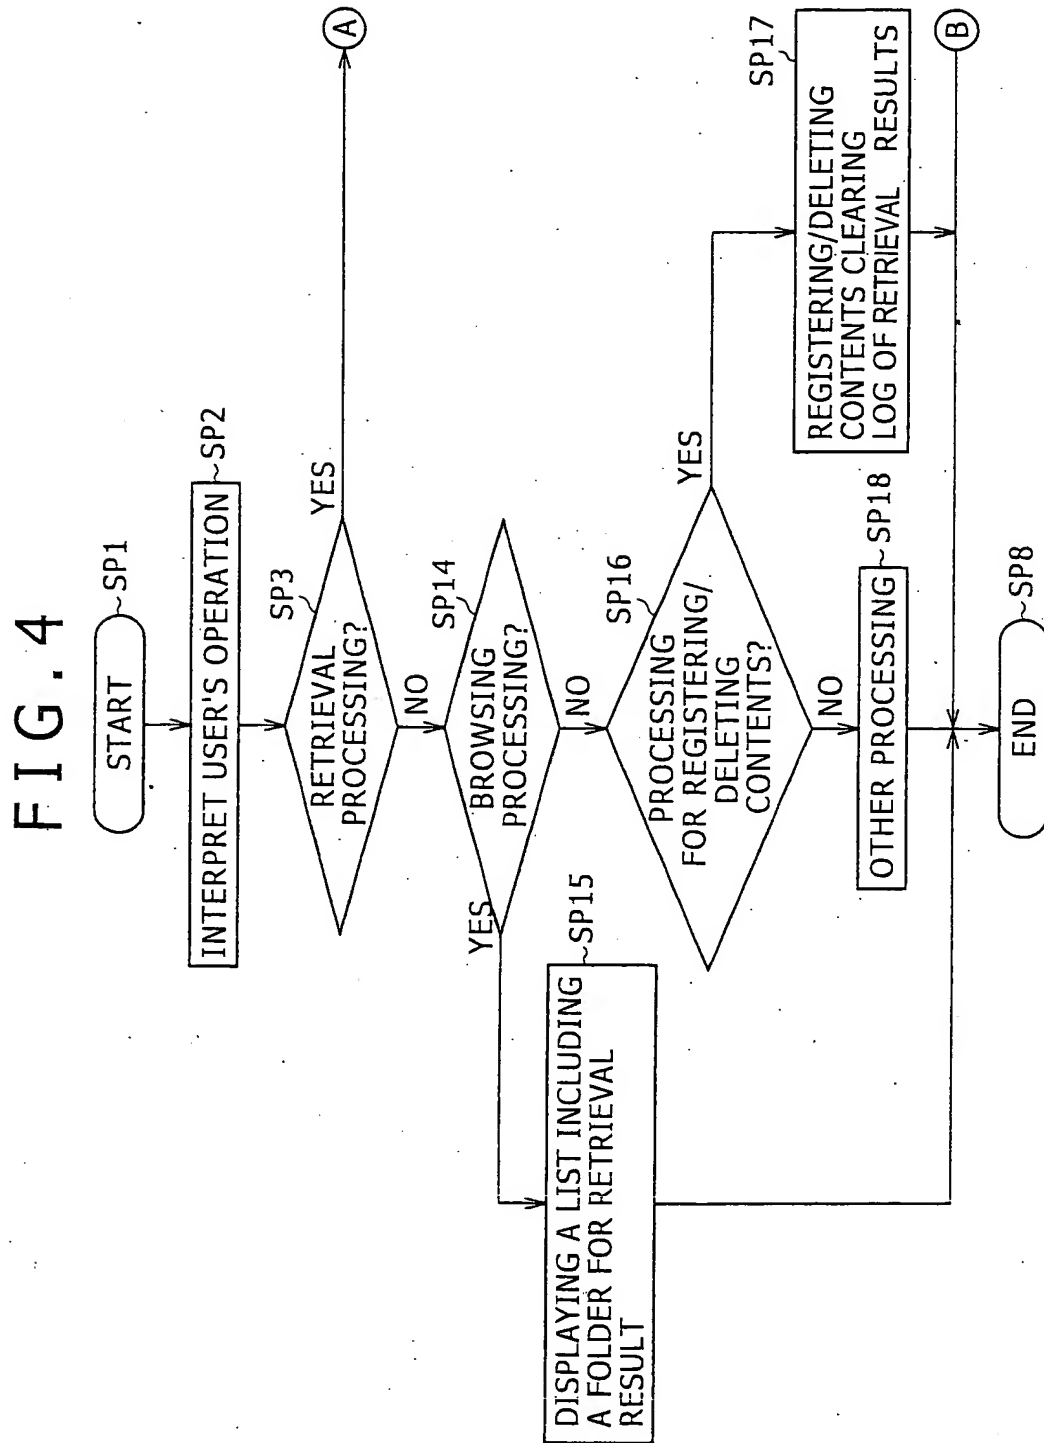 FIG. 4
START
SP1
INTERPRET USER'S OPERATION
SP2
SP3
RETRIEVAL
PROCESSING?
YES
A
NO
SP14
BROWSING
PROCESSING?
YES
NO
DISPLAYING A LIST INCLUDING
A FOLDER FOR RETRIEVAL
RESULT
SP15
SP16
PROCESSING
FOR REGISTERING/
DELETING
CONTENTS?
YES
NO
SP17
REGISTERING/DELETING
CONTENTS CLEARING
LOG OF RETRIEVAL RESULTS
OTHER PROCESSING
SP18
B
END
SP8